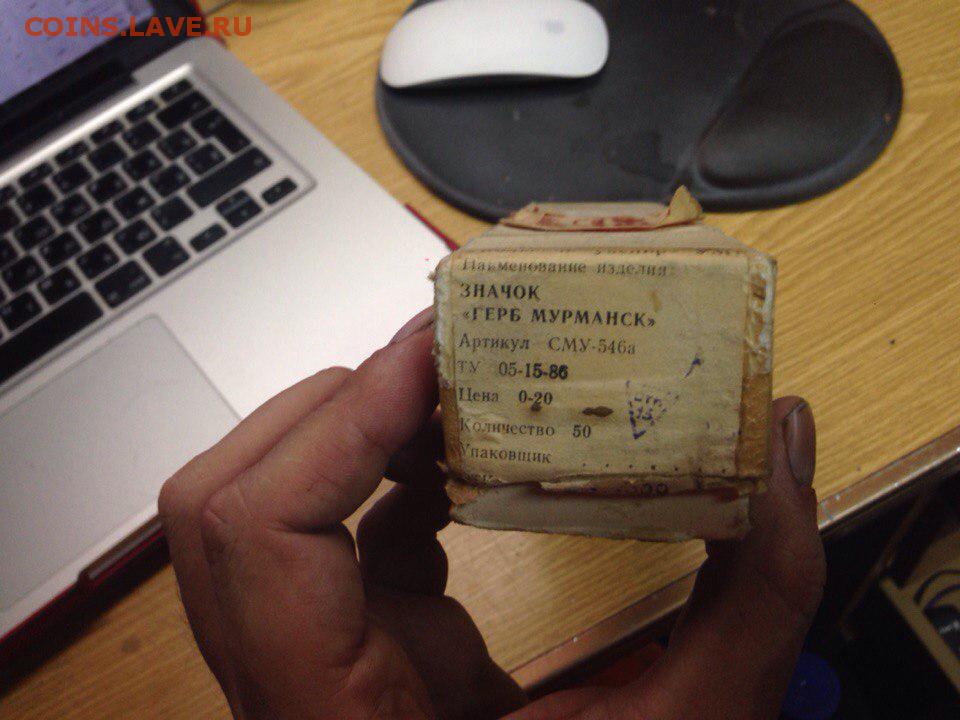 COINS.LAVE.RU
Наименование изделия
ЗНАЧОК
«ГЕРБ МУРМАНСК»
Артикул СМУ-546а
ТУ 05-15-86
Цена 0-20
Количество 50
Упаковщик